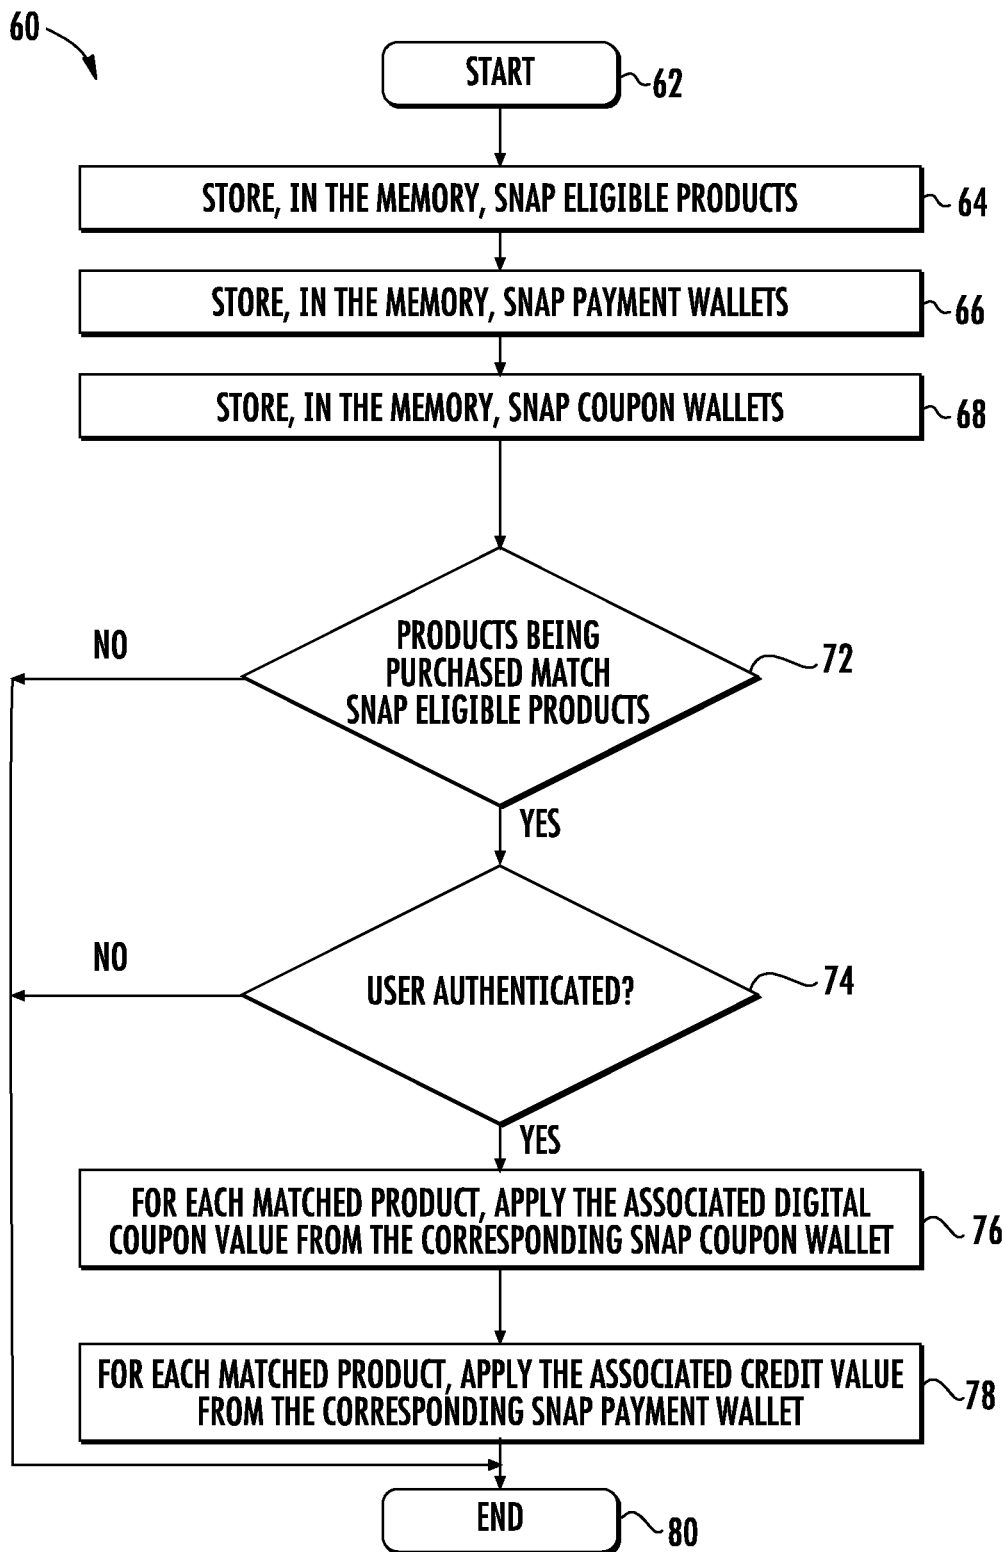 60
START
62
STORE, IN THE MEMORY, SNAP ELIGIBLE PRODUCTS
64
STORE, IN THE MEMORY, SNAP PAYMENT WALLETS
66
STORE, IN THE MEMORY, SNAP COUPON WALLETS
68
NO
PRODUCTS BEING
PURCHASED MATCH
SNAP ELIGIBLE PRODUCTS
72
YES
NO
USER AUTHENTICATED?
74
YES
FOR EACH MATCHED PRODUCT, APPLY THE ASSOCIATED DIGITAL
COUPON VALUE FROM THE CORRESPONDING SNAP COUPON WALLET
76
FOR EACH MATCHED PRODUCT, APPLY THE ASSOCIATED CREDIT VALUE
FROM THE CORRESPONDING SNAP PAYMENT WALLET
78
END
80